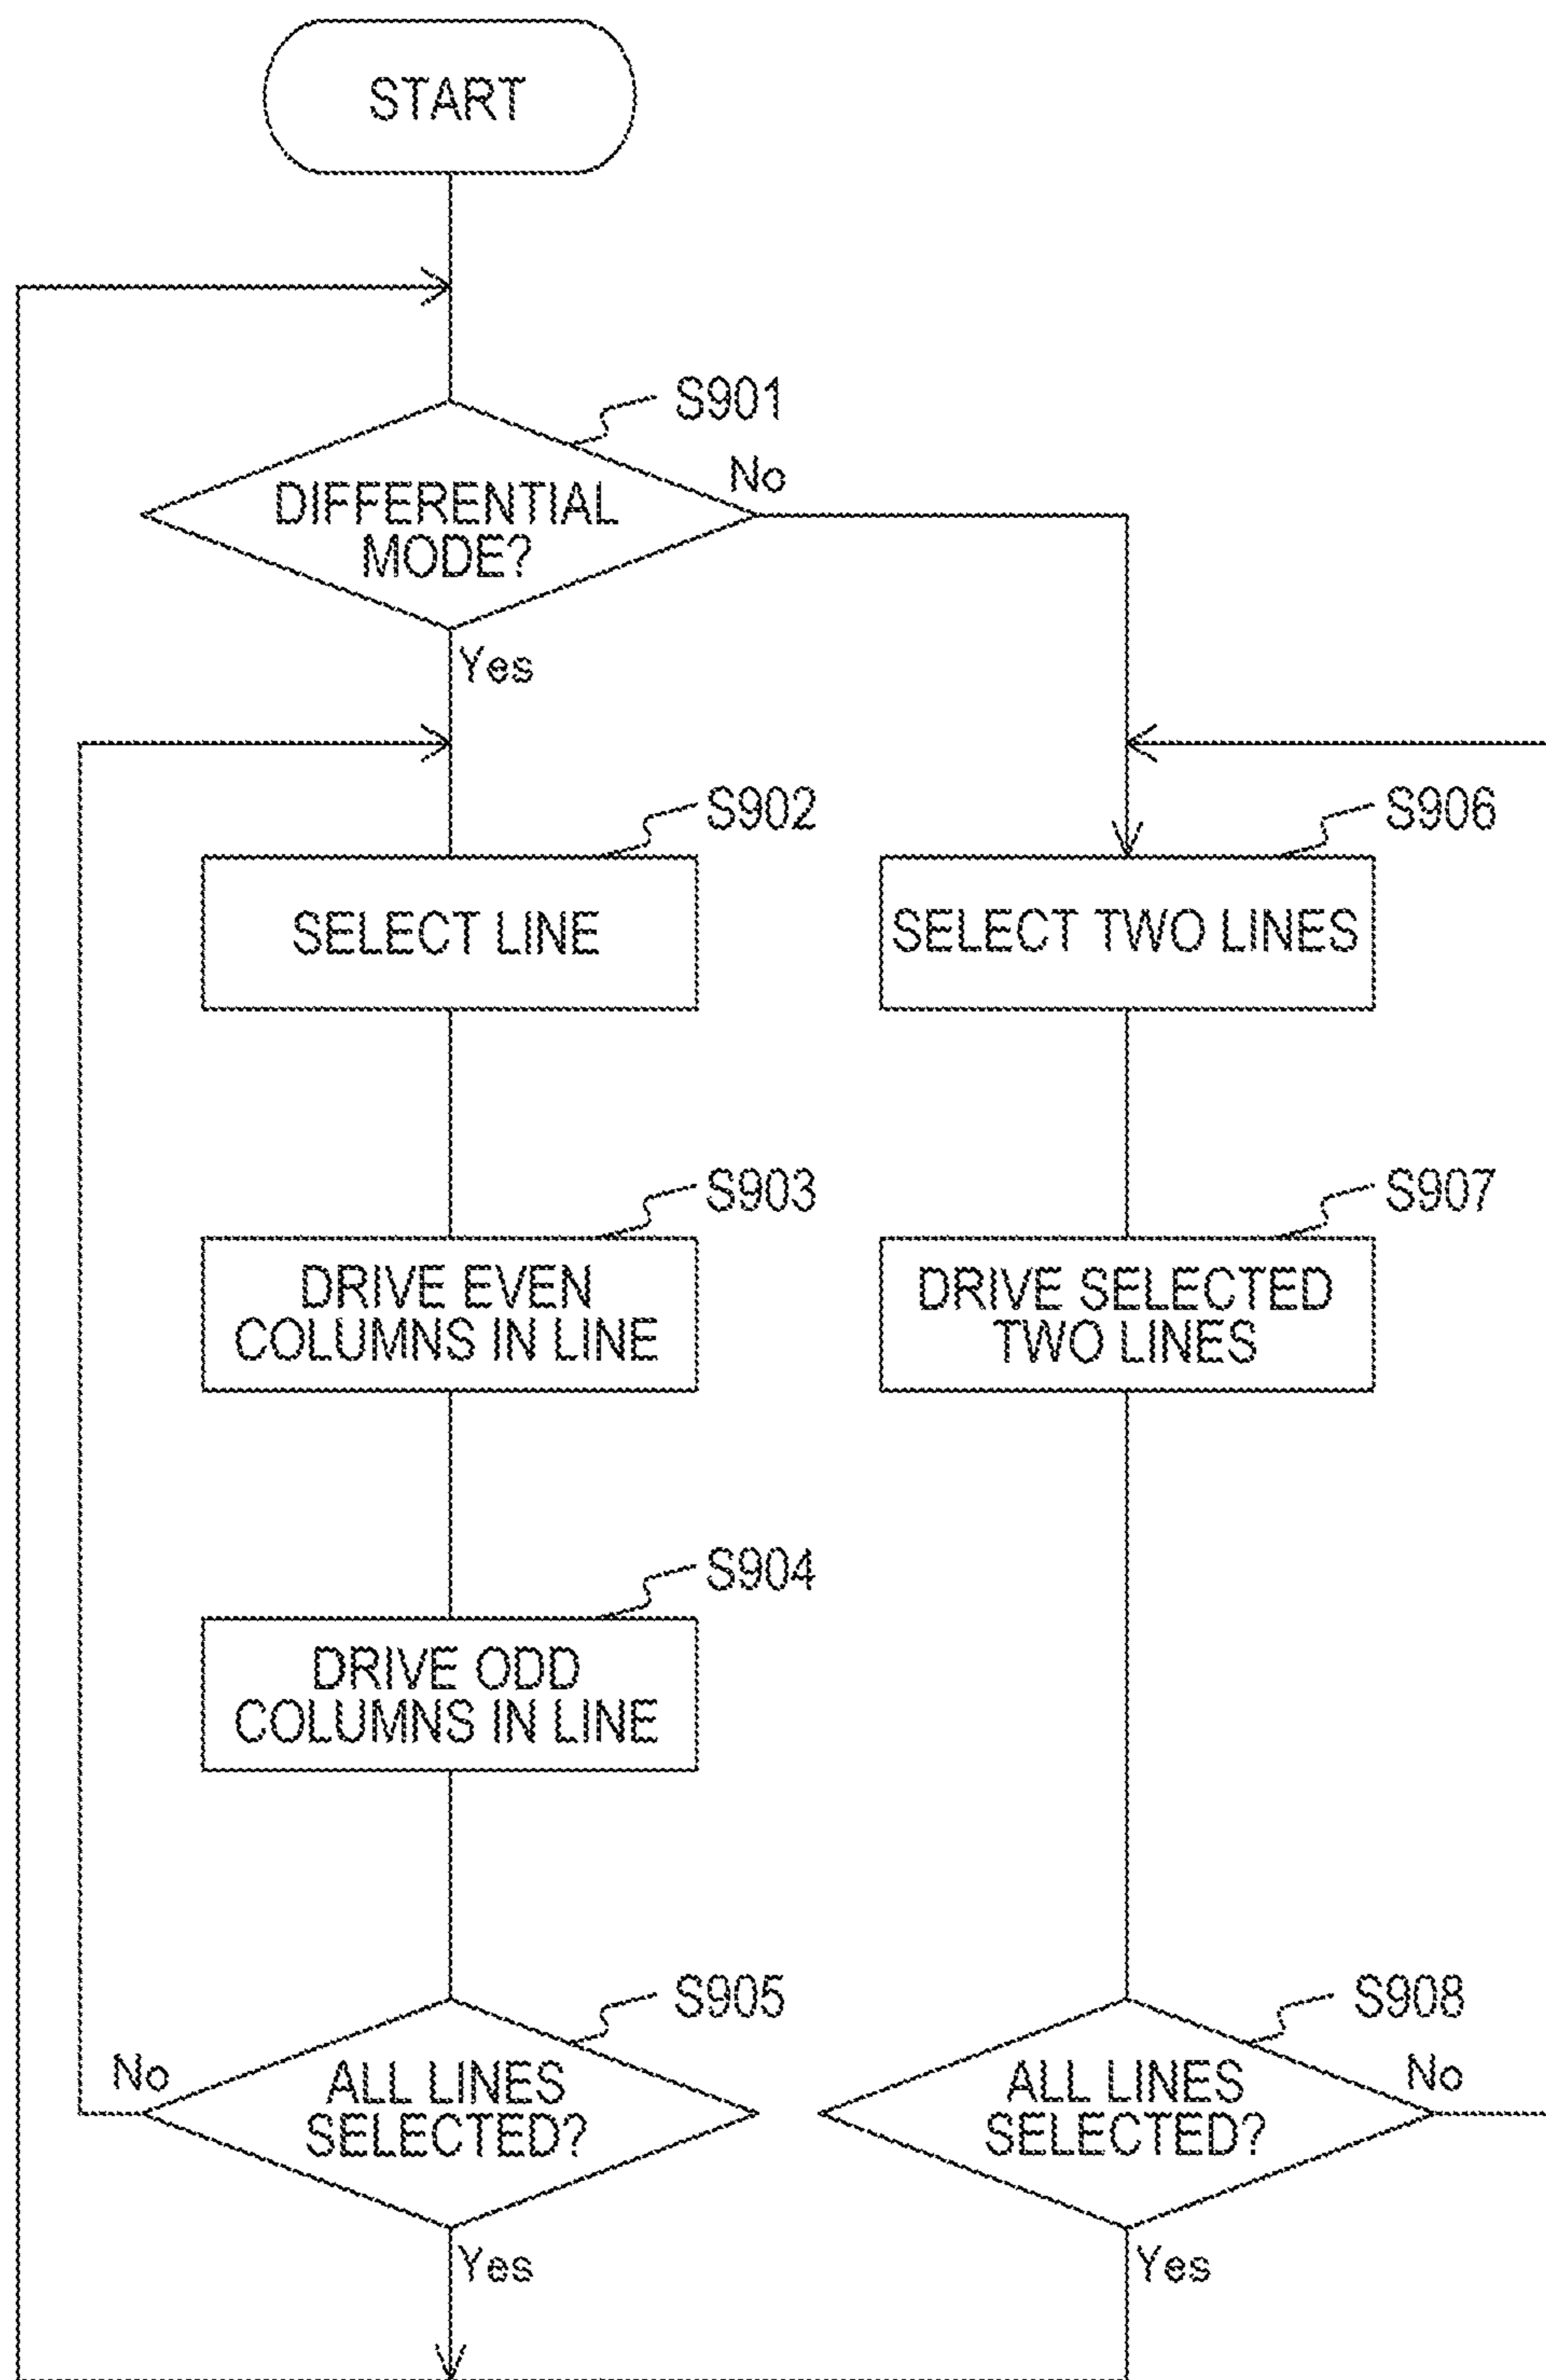 START
S901
No
DIFFERENTIAL
MODE?
Yes
S902
SELECT LINE
S903
DRIVE EVEN
COLUMNS IN LINE
S904
DRIVE ODD
COLUMNS IN LINE
S905
No
ALL LINES
SELECTED?
Yes
S906
SELECT TWO LINES
S907
DRIVE SELECTED
TWO LINES
S908
ALL LINES
SELECTED?
No
Yes